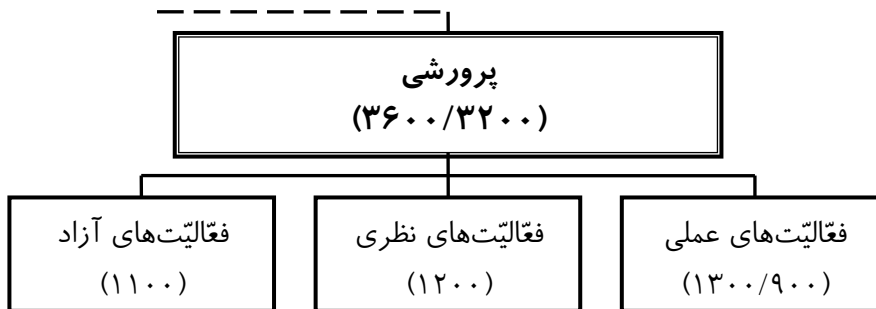 پرورشی
(۳۶۰۰/۳۲۰۰)
فعّالیّت‌های عملی
(۱۳۰۰/۹۰۰)
فعّالیّت‌های نظری
(۱۲۰۰)
فعّالیّت‌های آزاد
(۱۱۰۰)